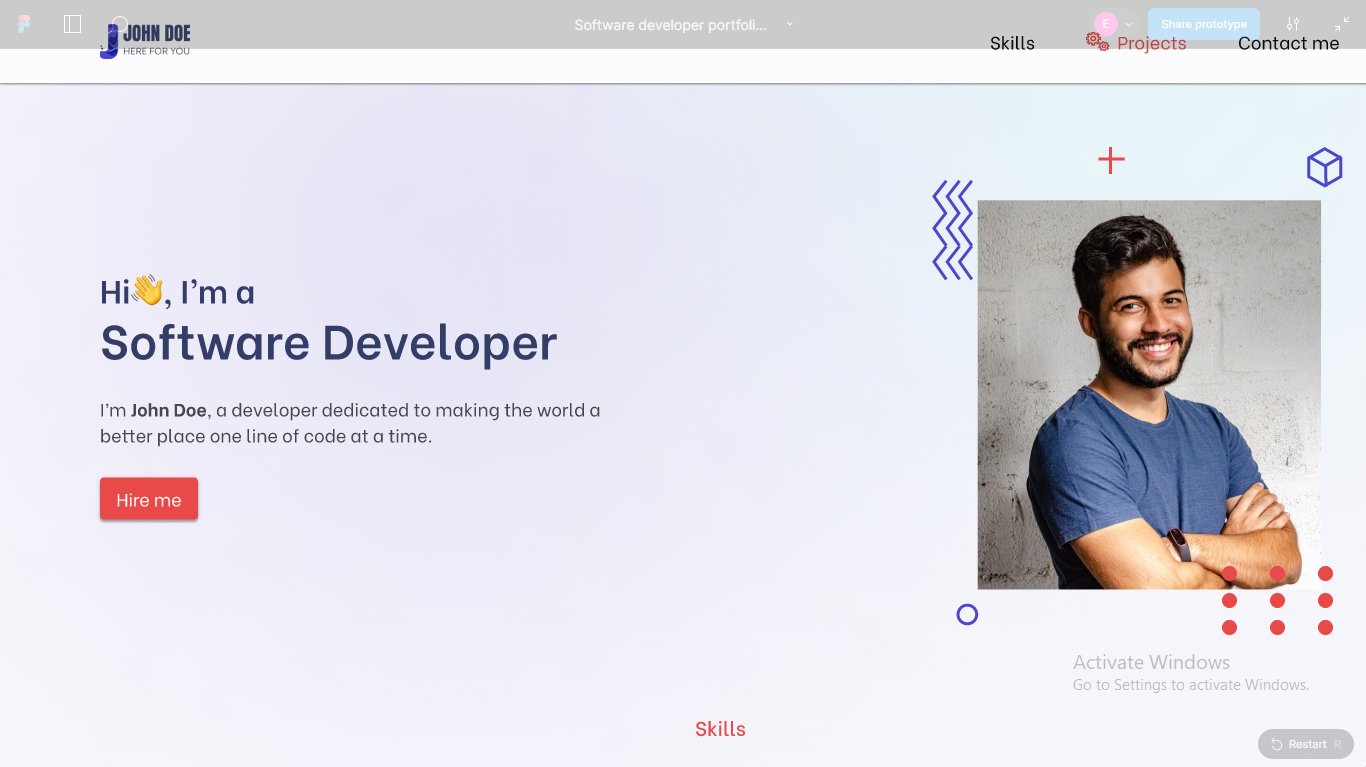 Software developer portfoli...
E
Share prototype
J JOHN DOE
HERE FOR YOU
Skills
Projects
Contact me
Hi👋, I'm a
Software Developer
I'm John Doe, a developer dedicated to making the world a
better place one line of code at a time.
Hire me
Activate Windows
Go to Settings to activate Windows.
Skills
Restart R